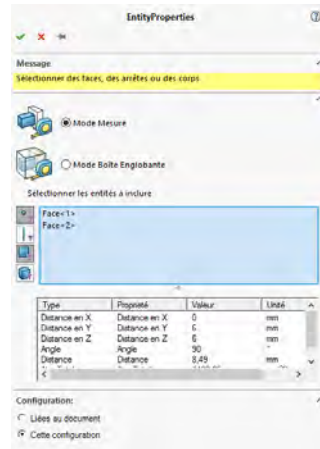 EntityProperties
Message
Sélectionner des faces, des arrêtes ou des corps
Mode Mesure
Mode Boîte Englobante
Sélectionner les entités à inclure
Face<1>
Face<2>
Type Propriété Valeur Unité
Distance en X Distance en X 0 mm
Distance en Y Distance en Y 6 mm
Distance en Z Distance en Z 6 mm
Angle Angle 90 °
Distance Distance 8,49 mm
Configuration:
Liées au document
Cette configuration